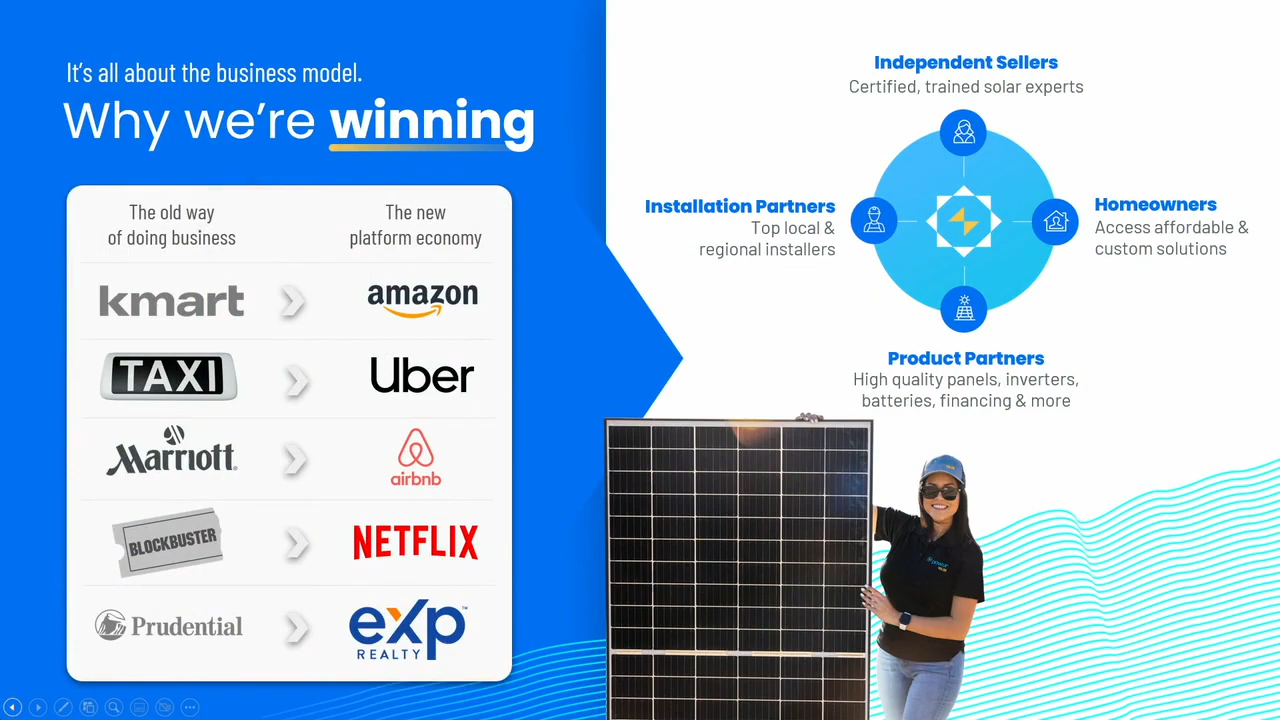 It's all about the business model.
Why we're winning
The old way
of doing business
The new
platform economy
kmart
amazon
TAXI
Uber
Marriott
airbnb
BLOCKBUSTER
NETFLIX
Prudential
eXp
REALTY
Independent Sellers
Certified, trained solar experts
Installation Partners
Top local &
regional installers
Homeowners
Access affordable &
custom solutions
Product Partners
High quality panels, inverters,
batteries, financing & more